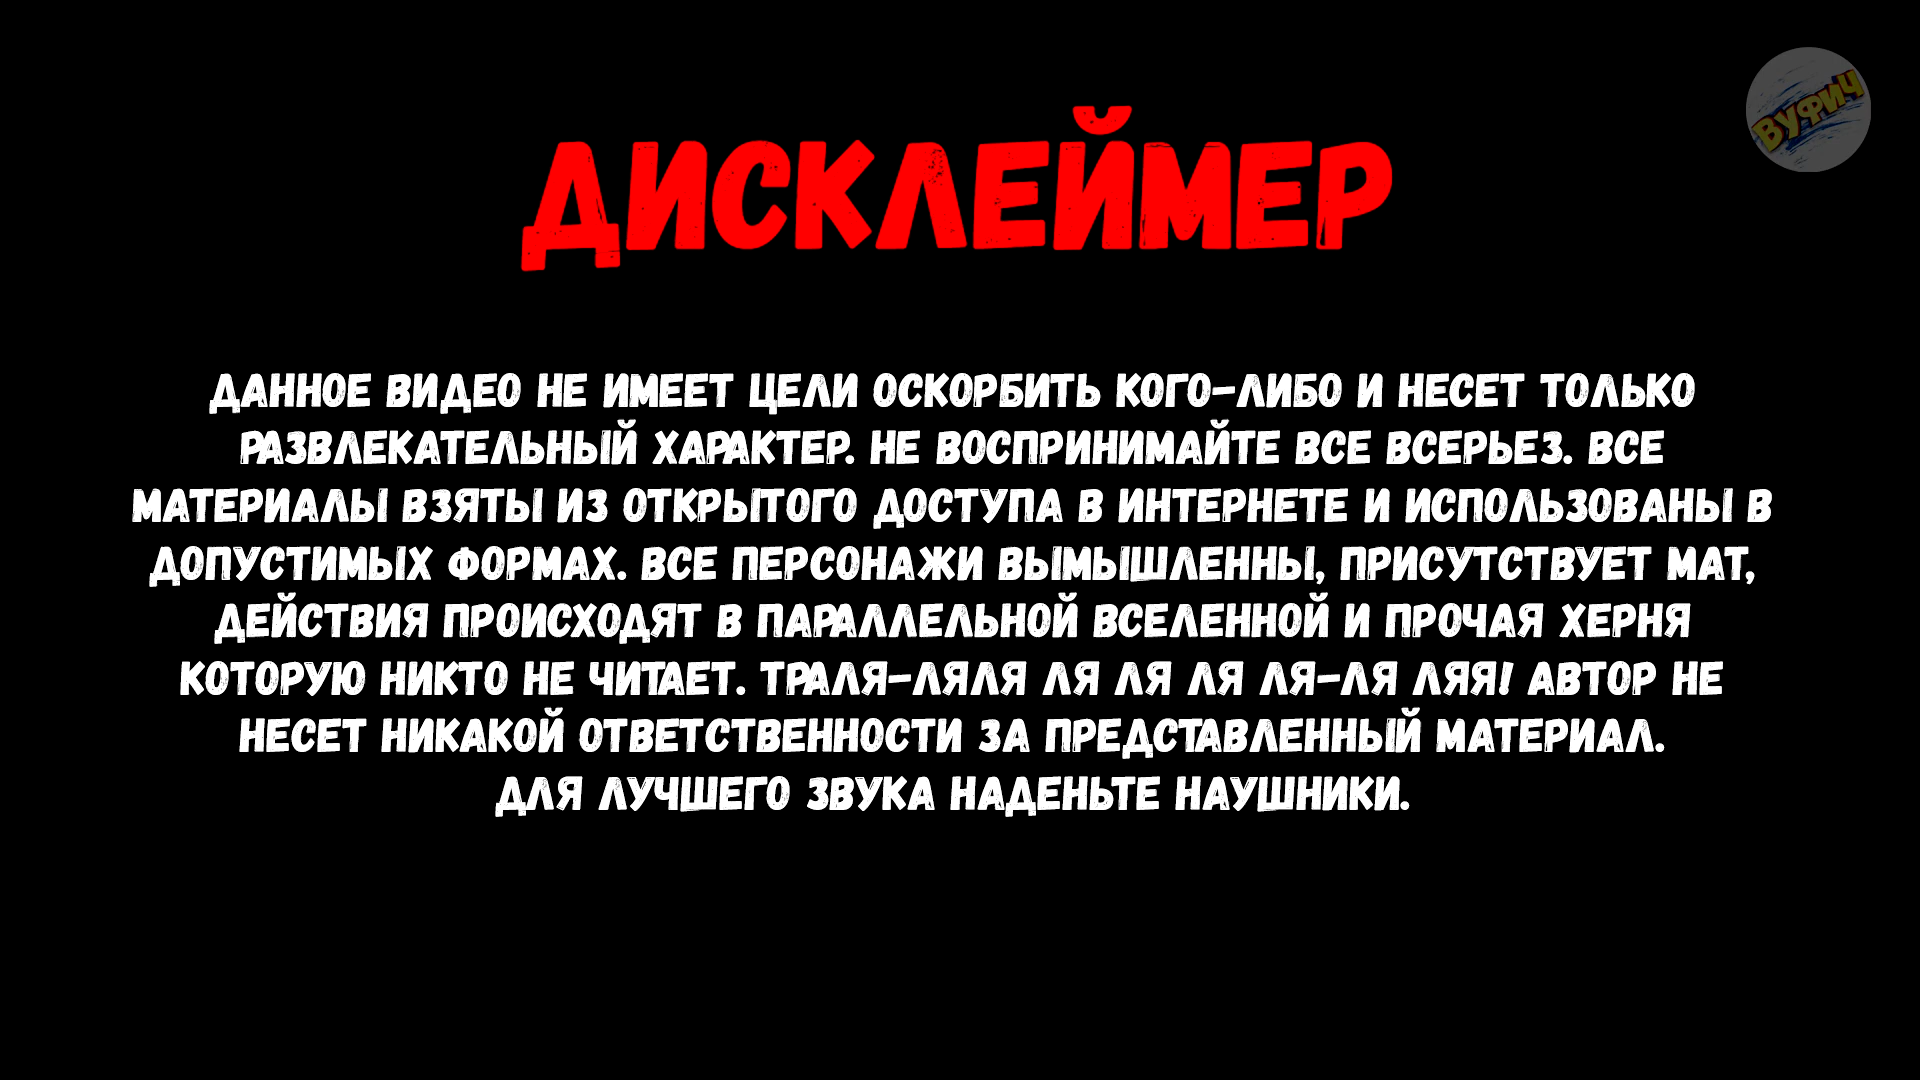 ВУФИЧ
ДИСКЛЕЙМЕР
ДАННОЕ ВИДЕО НЕ ИМЕЕТ ЦЕЛИ ОСКОРБИТЬ КОГО-ЛИБО И НЕСЕТ ТОЛЬКО
РАЗВЛЕКАТЕЛЬНЫЙ ХАРАКТЕР. НЕ ВОСПРИНИМАЙТЕ ВСЕ ВСЕРЬЕЗ. ВСЕ
МАТЕРИАЛЫ ВЗЯТЫ ИЗ ОТКРЫТОГО ДОСТУПА В ИНТЕРНЕТЕ И ИСПОЛЬЗОВАНЫ В
ДОПУСТИМЫХ ФОРМАХ. ВСЕ ПЕРСОНАЖИ ВЫМЫШЛЕННЫ, ПРИСУТСТВУЕТ МАТ,
ДЕЙСТВИЯ ПРОИСХОДЯТ В ПАРАЛЛЕЛЬНОЙ ВСЕЛЕННОЙ И ПРОЧАЯ ХЕРНЯ
КОТОРУЮ НИКТО НЕ ЧИТАЕТ. ТРАЛЯ-ЛЯЛЯ ЛЯ ЛЯ ЛЯ ЛЯ-ЛЯ ЛЯЯ! АВТОР НЕ
НЕСЕТ НИКАКОЙ ОТВЕТСТВЕННОСТИ ЗА ПРЕДСТАВЛЕННЫЙ МАТЕРИАЛ.
ДЛЯ ЛУЧШЕГО ЗВУКА НАДЕНЬТЕ НАУШНИКИ.